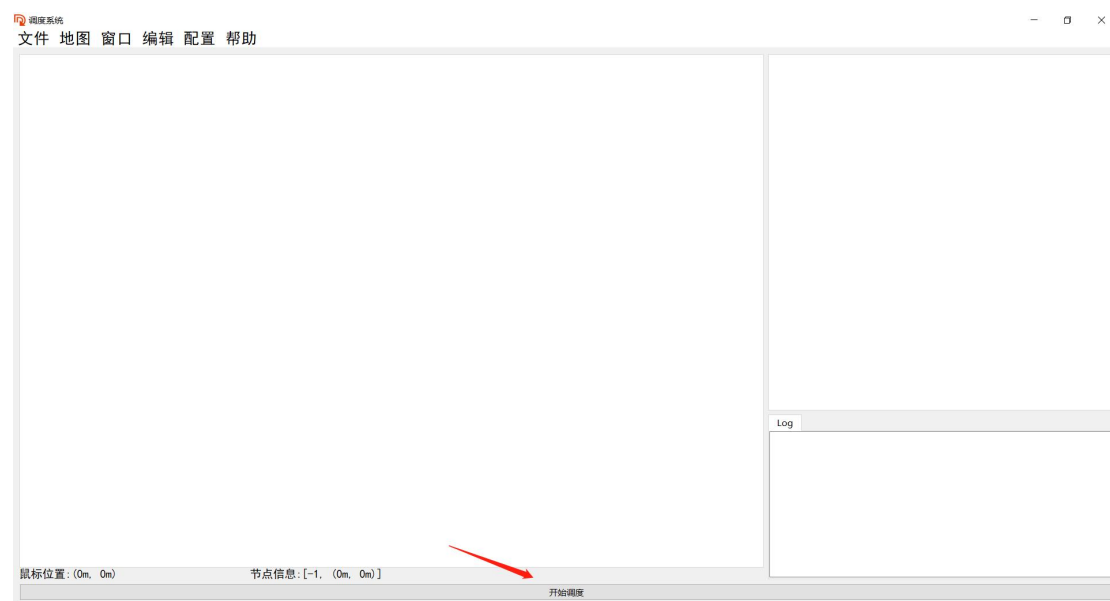 调度系统
文件 地图 窗口 编辑 配置 帮助
Log
鼠标位置:(0m, 0m) 节点信息:[-1, (0m, 0m)]
开始调度